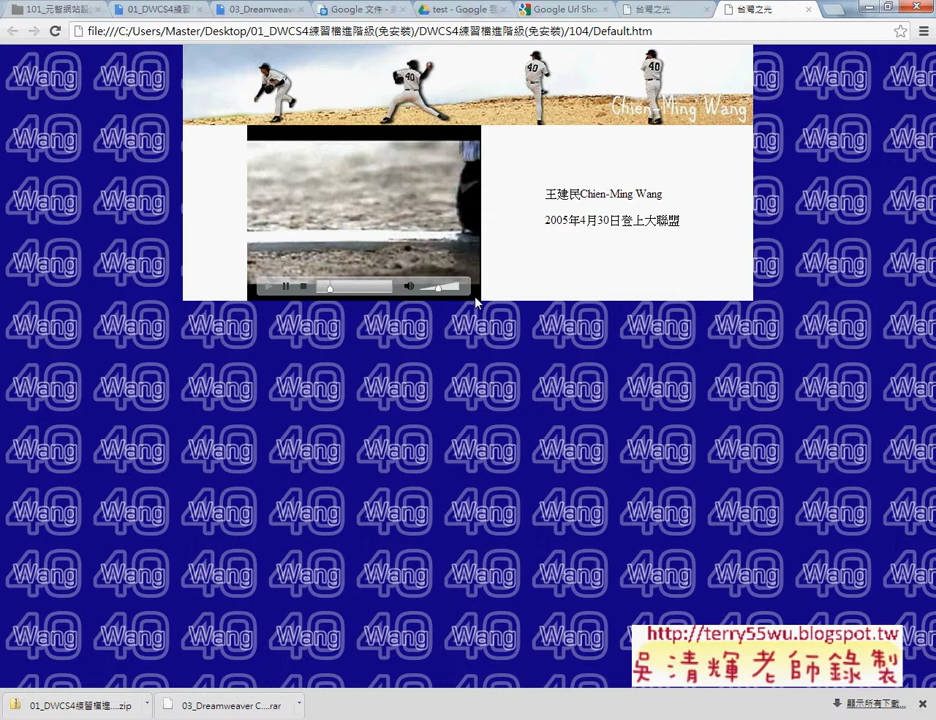 101_元智網站設
01_DWCS4練習
03_Dreamweav
Google 文件 -
test - Google
Google Url Sho
台灣之光
台灣之光
file:///C:/Users/Master/Desktop/01_DWCS4練習檔進階級(免安裝)/DWCS4練習檔進階級(免安裝)/104/Default.htm
40
40
40
Chien-Ming Wang
王建民Chien-Ming Wang
2005年4月30日登上大聯盟
40 Wang
http://terry55wu.blogspot.tw
吳清輝老師錄製
01_DWCS4練習檔進....zip
03_Dreamweaver C....rar
顯示所有下載...